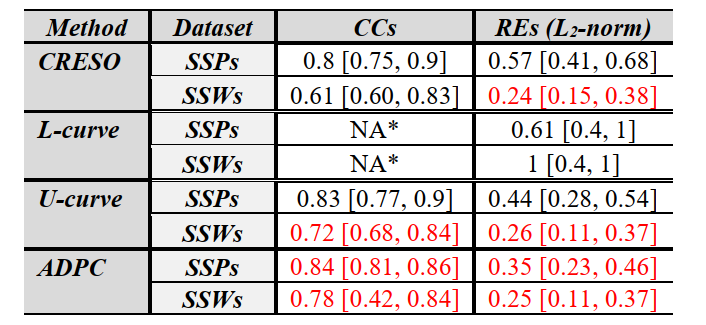 Method Dataset CCs REs (L₂-norm)
CRESO SSPs 0.8 [0.75, 0.9] 0.57 [0.41, 0.68]
SSWs 0.61 [0.60, 0.83] 0.24 [0.15, 0.38]
L-curve SSPs NA* 0.61 [0.4, 1]
SSWs NA* 1 [0.4, 1]
U-curve SSPs 0.83 [0.77, 0.9] 0.44 [0.28, 0.54]
SSWs 0.72 [0.68, 0.84] 0.26 [0.11, 0.37]
ADPC SSPs 0.84 [0.81, 0.86] 0.35 [0.23, 0.46]
SSWs 0.78 [0.42, 0.84] 0.25 [0.11, 0.37]